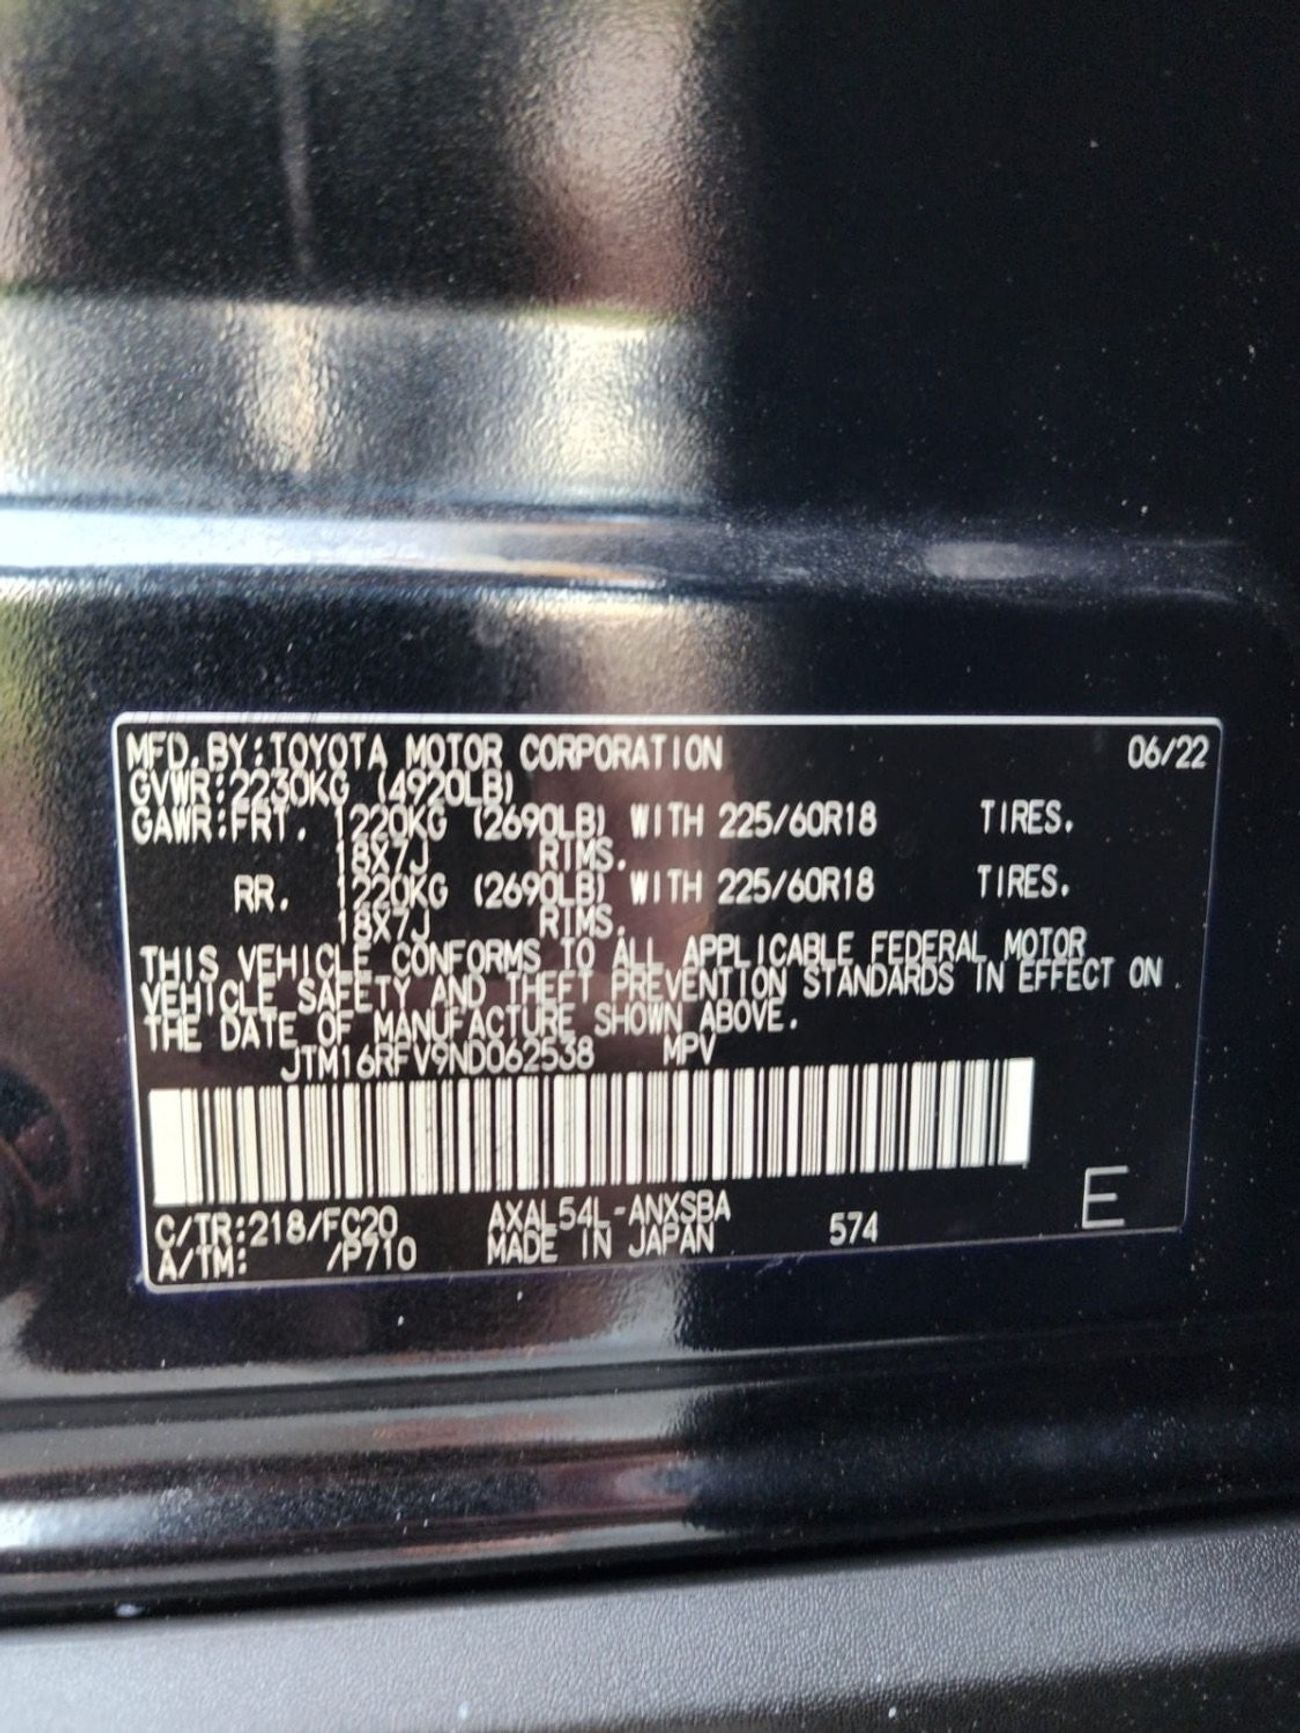 MFD. BY: TOYOTA MOTOR CORPORATION 06/22
GVWR:2230KG (4920LB)
GAWR:FRT. 1220KG (2690LB) WITH 225/60R18 TIRES.
18X7J RIMS.
RR. 1220KG (2690LB) WITH 225/60R18 TIRES.
18X7J RIMS.
THIS VEHICLE CONFORMS TO ALL APPLICABLE FEDERAL MOTOR
VEHICLE SAFETY AND THEFT PREVENTION STANDARDS IN EFFECT ON
THE DATE OF MANUFACTURE SHOWN ABOVE.
JTM16RFV9ND062538 MPV
C/TR:218/FC20 AXAL54L-ANXSBA 574 E
A/TM: /P710 MADE IN JAPAN